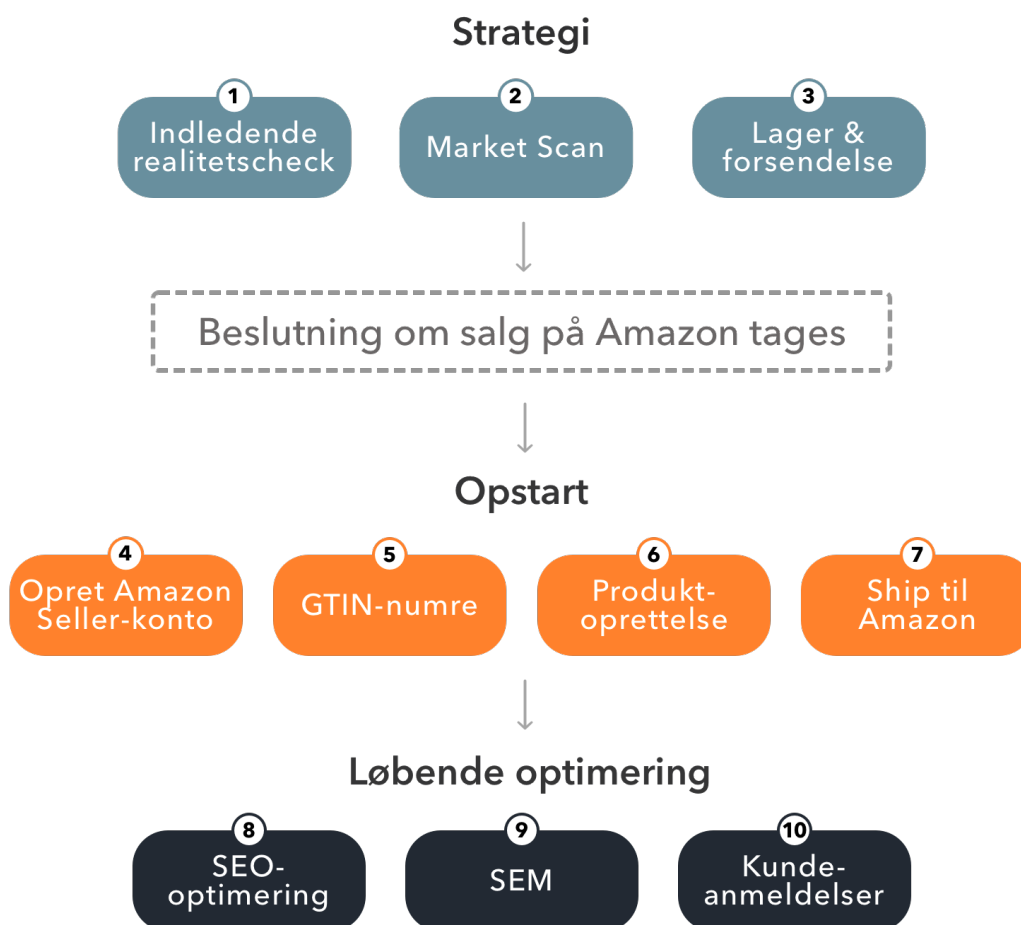 Strategi
1
Indledende
realitetscheck
2
Market Scan
3
Lager &
forsendelse
Beslutning om salg på Amazon tages
Opstart
4
Opret Amazon
Seller-konto
5
GTIN-numre
6
Produkt-
oprettelse
7
Ship til
Amazon
Løbende optimering
8
SEO-
optimering
9
SEM
10
Kunde-
anmeldelser